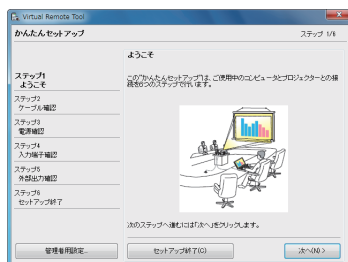 Virtual Remote Tool
かんたんセットアップ
ステップ 1/6
ようこそ
ステップ1
ようこそ
ステップ2
ケーブル確認
ステップ3
電源確認
ステップ4
入力端子確認
ステップ5
外部出力確認
ステップ6
セットアップ終了
この"かんたんセットアップ"は、ご使用中のコンピュータとプロジェクターとの接
続を6つのステップで行います。
次のステップへ進むには「次へ」をクリックします。
管理者用設定...
セットアップ終了(C)
次へ(N) >